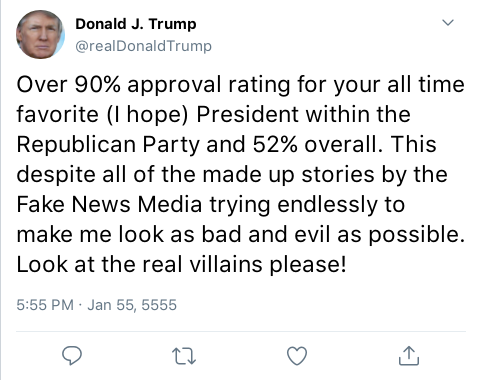 Donald J. Trump
@realDonaldTrump
Over 90% approval rating for your all time
favorite (I hope) President within the
Republican Party and 52% overall. This
despite all of the made up stories by the
Fake News Media trying endlessly to
make me look as bad and evil as possible.
Look at the real villains please!
5:55 PM · Jan 55, 5555